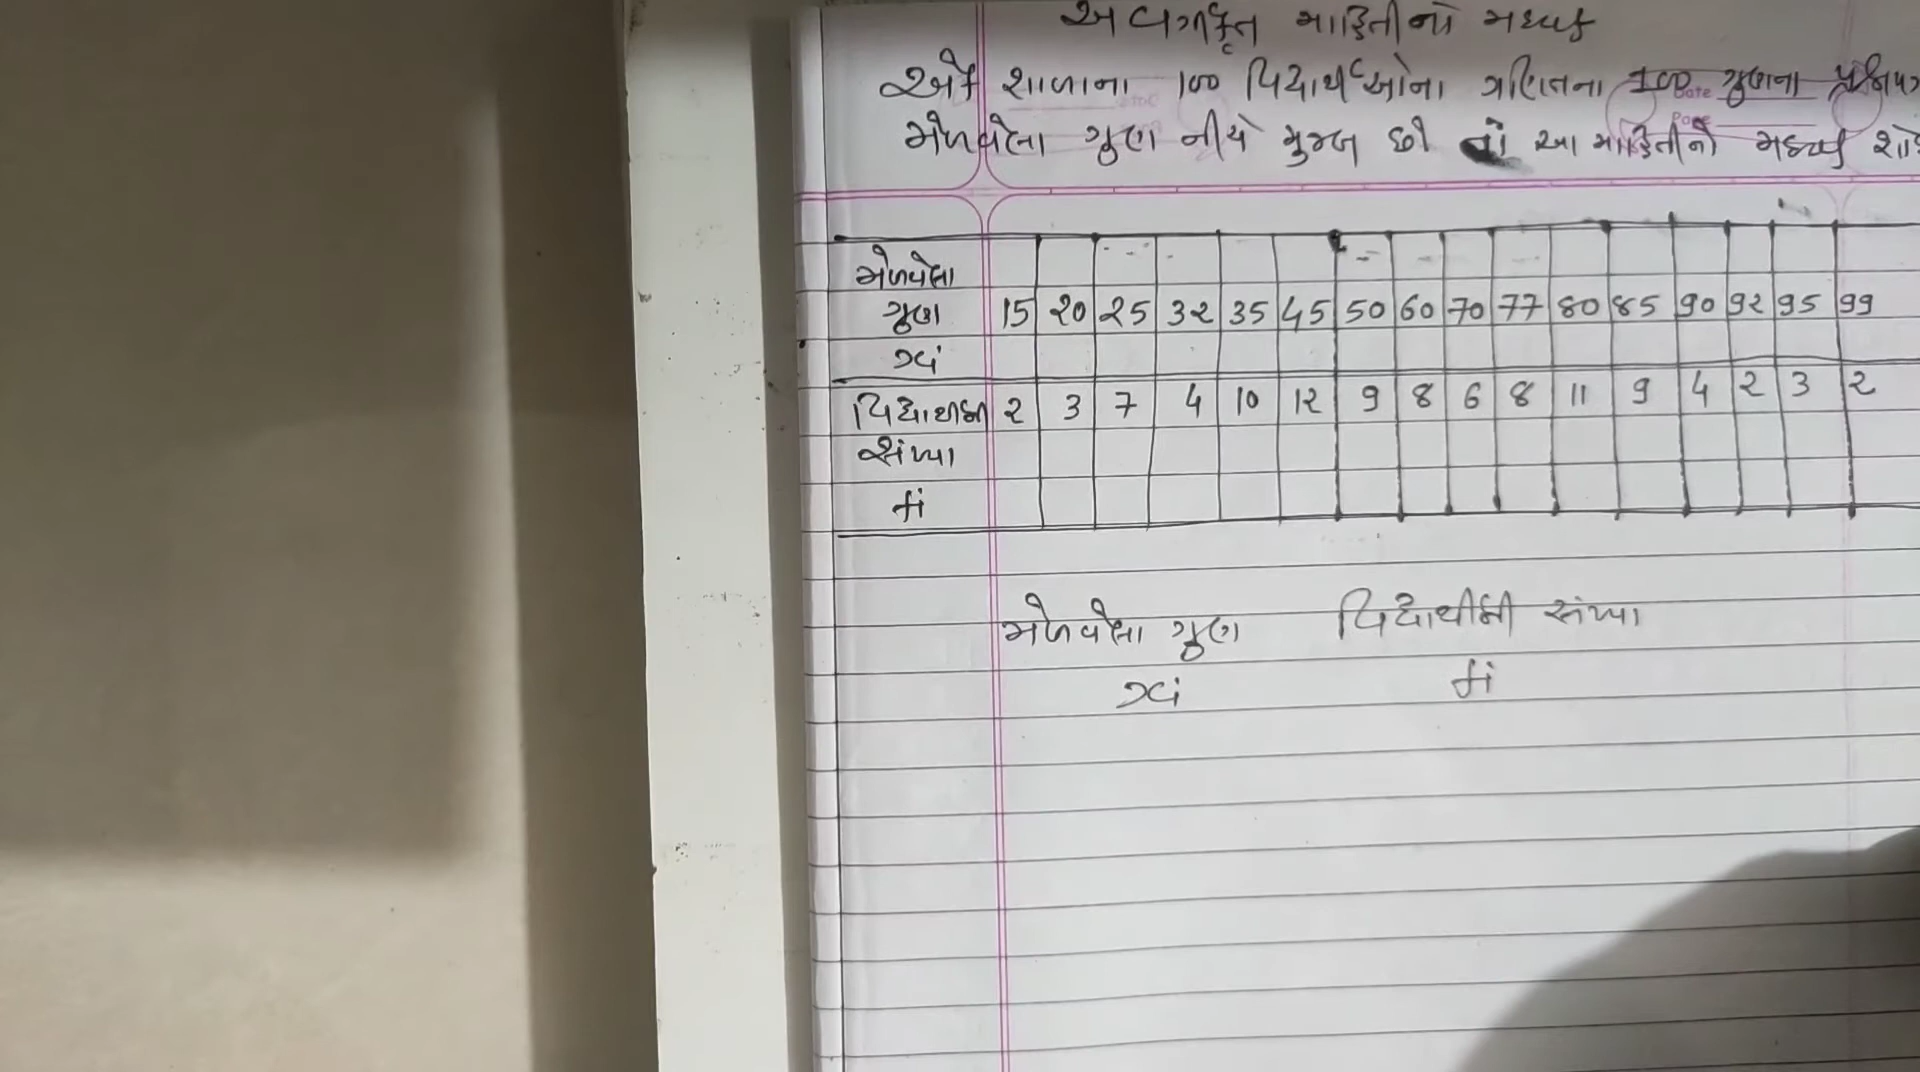 અવર્ગીકૃત માહિતીનો મધ્યક
એક શાળાના 100 વિદ્યાર્થીઓના ગણિતના 100 ગુણના
મેળવેલા ગુણ નીચે મુજબ છે આ માહિતીનો મધ્યક
મેળવેલા
ગુણ 15 20 25 32 35 45 50 60 70 77 80 85 90 92 95 99
xi
વિદ્યાર્થીની 2 3 7 4 10 12 9 8 6 8 11 9 4 2 3 2
સંખ્યા
fi
મેળવેલા ગુણ વિદ્યાર્થીની સંખ્યા
xi fi